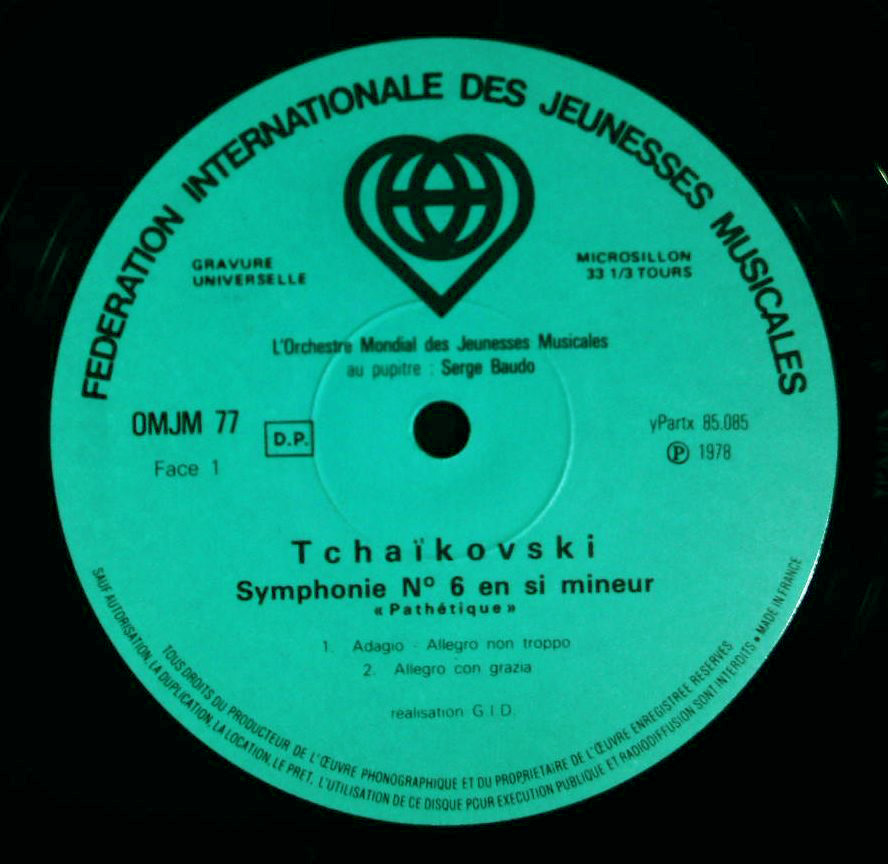 FEDERATION INTERNATIONALE DES JEUNESSES MUSICALES
GRAVURE
UNIVERSELLE
MICROSILLON
33 1/3 TOURS
L'Orchestre Mondial des Jeunesses Musicales
au pupitre : Serge Baudo
OMJM 77
D.P.
yPartx 85.085
Face 1
Ⓟ 1978
Tchaïkovski
Symphonie Nº 6 en si mineur
« Pathétique »
1. Adagio - Allegro non troppo
2. Allegro con grazia
réalisation G.I.D.
TOUS DROITS DU PRODUCTEUR DE L'ŒUVRE PHONOGRAPHIQUE ET DU PROPRIETAIRE DE L'ŒUVRE ENREGISTREE RESERVES
SAUF AUTORISATION, LA DUPLICATION, LA LOCATION, LE PRET, L'UTILISATION DE CE DISQUE POUR EXECUTION PUBLIQUE ET RADIODIFFUSION SONT INTERDITS • MADE IN FRANCE